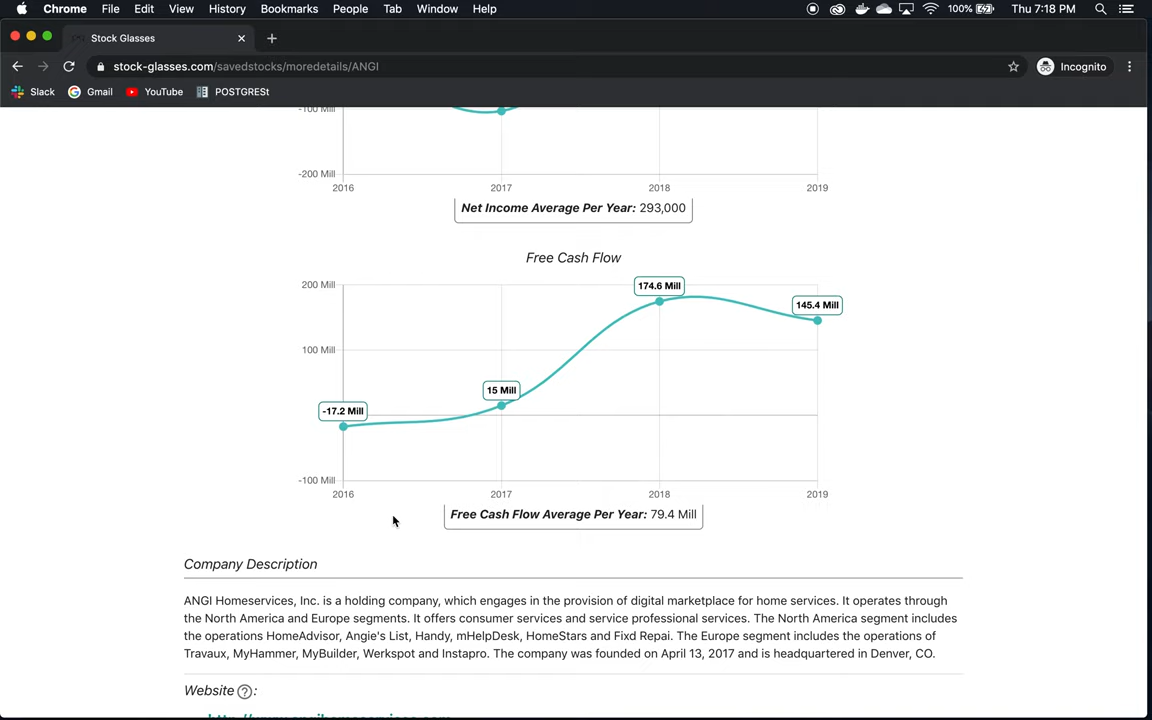 Chrome File Edit View History Bookmarks People Tab Window Help 100% Thu 7:18 PM
Stock Glasses
stock-glasses.com/savedstocks/moredetails/ANGI Incognito
Slack Gmail YouTube POSTGRESt
-100 Mill
-200 Mill
2016 2017 2018 2019
Net Income Average Per Year: 293,000
Free Cash Flow
200 Mill 174.6 Mill
145.4 Mill
100 Mill
15 Mill
-17.2 Mill
-100 Mill
2016 2017 2018 2019
Free Cash Flow Average Per Year: 79.4 Mill
Company Description
ANGI Homeservices, Inc. is a holding company, which engages in the provision of digital marketplace for home services. It operates through
the North America and Europe segments. It offers consumer services and service professional services. The North America segment includes
the operations HomeAdvisor, Angie's List, Handy, mHelpDesk, HomeStars and Fixd Repai. The Europe segment includes the operations of
Travaux, MyHammer, MyBuilder, Werkspot and Instapro. The company was founded on April 13, 2017 and is headquartered in Denver, CO.
Website ? :